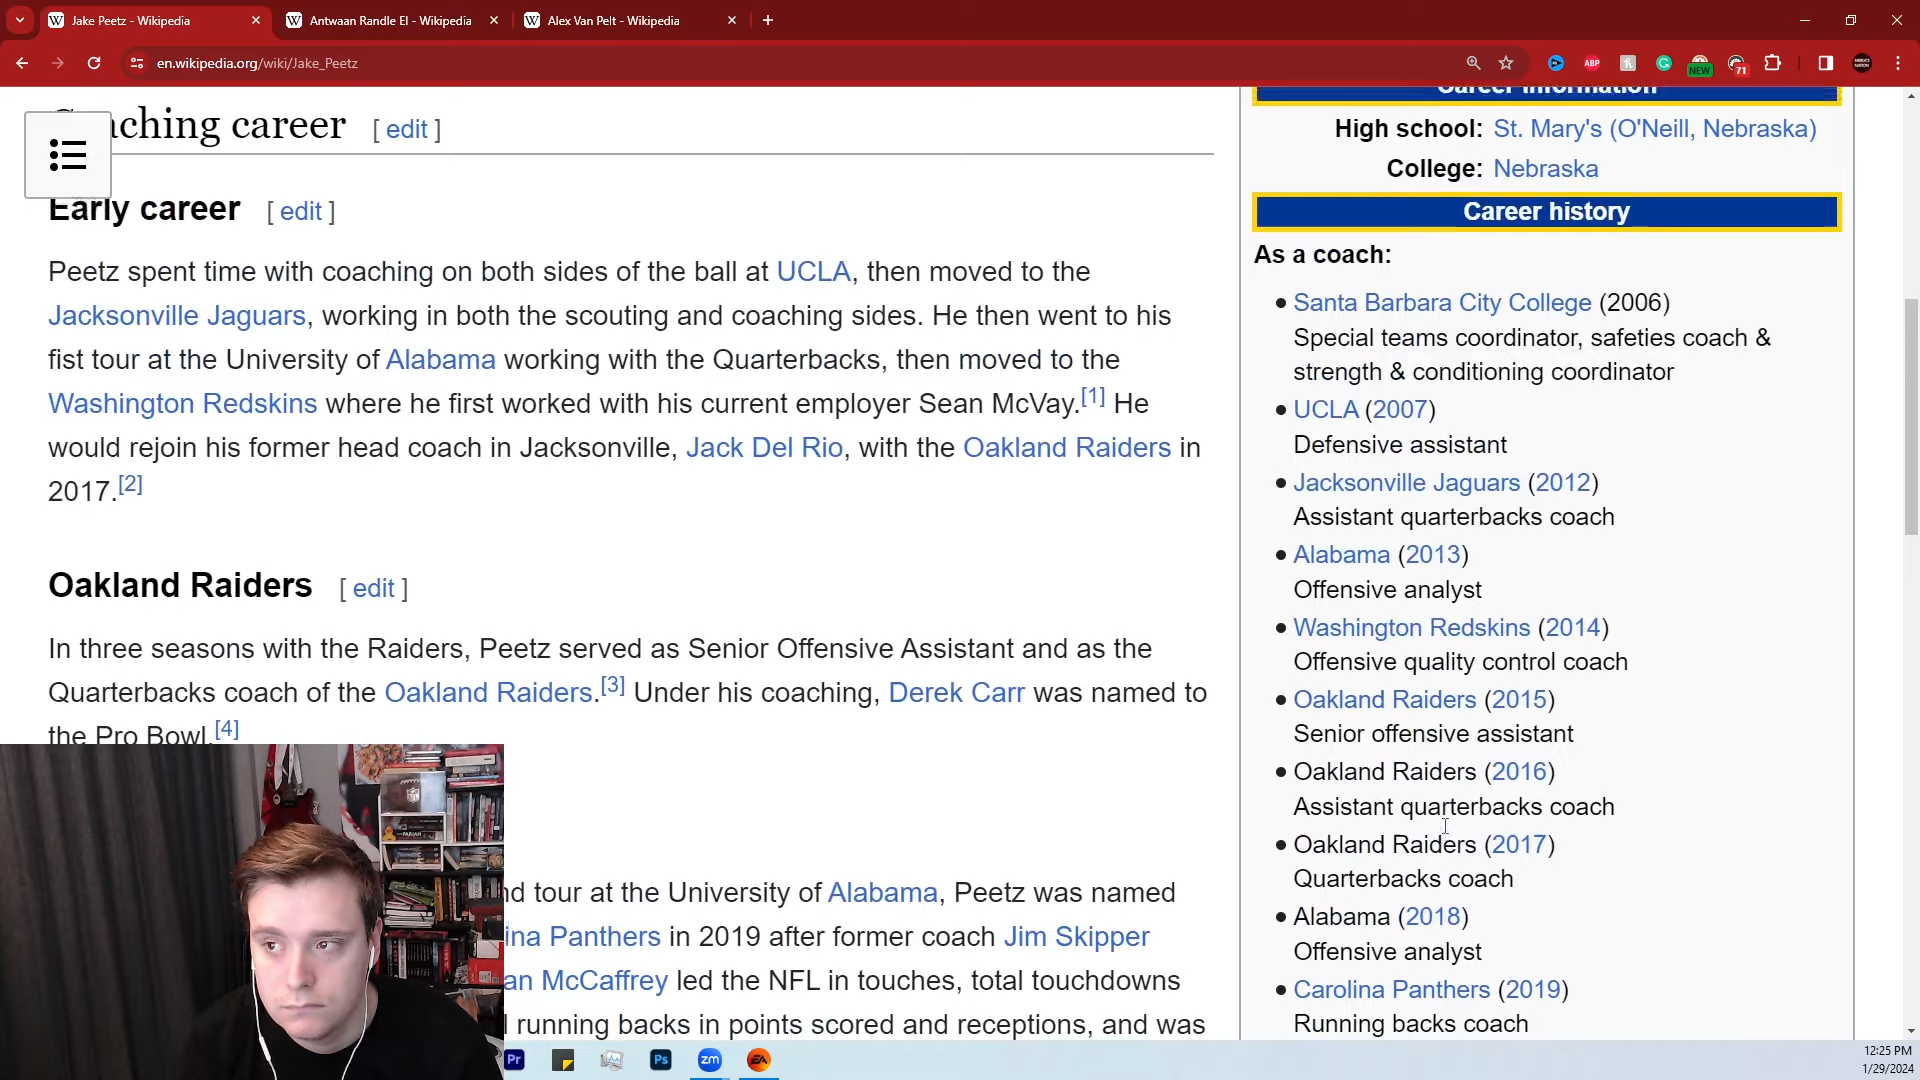 Jake Peetz - Wikipedia
Antwaan Randle El - Wikipedia
Alex Van Pelt - Wikipedia
en.wikipedia.org/wiki/Jake_Peetz
ABP
NEW
71
Coaching career [ edit ]
Early career [ edit ]
Peetz spent time with coaching on both sides of the ball at UCLA, then moved to the
Jacksonville Jaguars, working in both the scouting and coaching sides. He then went to his
fist tour at the University of Alabama working with the Quarterbacks, then moved to the
Washington Redskins where he first worked with his current employer Sean McVay.[1] He
would rejoin his former head coach in Jacksonville, Jack Del Rio, with the Oakland Raiders in
2017.[2]
Oakland Raiders [ edit ]
In three seasons with the Raiders, Peetz served as Senior Offensive Assistant and as the
Quarterbacks coach of the Oakland Raiders.[3] Under his coaching, Derek Carr was named to
the Pro Bowl.[4]
nd tour at the University of Alabama, Peetz was named
ina Panthers in 2019 after former coach Jim Skipper
an McCaffrey led the NFL in touches, total touchdowns
l running backs in points scored and receptions, and was
Career information
High school: St. Mary's (O'Neill, Nebraska)
College: Nebraska
Career history
As a coach:
• Santa Barbara City College (2006)
Special teams coordinator, safeties coach &
strength & conditioning coordinator
• UCLA (2007)
Defensive assistant
• Jacksonville Jaguars (2012)
Assistant quarterbacks coach
• Alabama (2013)
Offensive analyst
• Washington Redskins (2014)
Offensive quality control coach
• Oakland Raiders (2015)
Senior offensive assistant
• Oakland Raiders (2016)
Assistant quarterbacks coach
• Oakland Raiders (2017)
Quarterbacks coach
• Alabama (2018)
Offensive analyst
• Carolina Panthers (2019)
Running backs coach
NFL
PARIAH
Pr
Ps
zm
EA
12:25 PM
1/29/2024